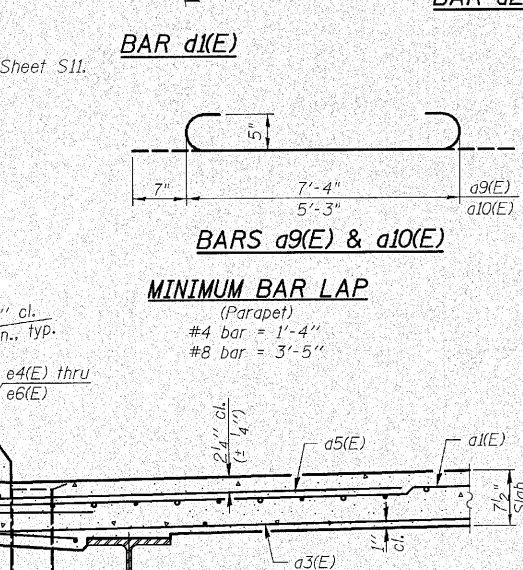 BAR d1(E)
Sheet S11.
5"
7"
7'-4"
5'-3"
a9(E)
a10(E)
BARS a9(E) & a10(E)
MINIMUM BAR LAP
(Parapet)
#4 bar = 1'-4"
#8 bar = 3'-5"
" cl.
typ.
e4(E) thru
e6(E)
2¼" cl.
(± ¼")
a5(E)
a1(E)
7½"
Slab
1"
cl.
a3(E)